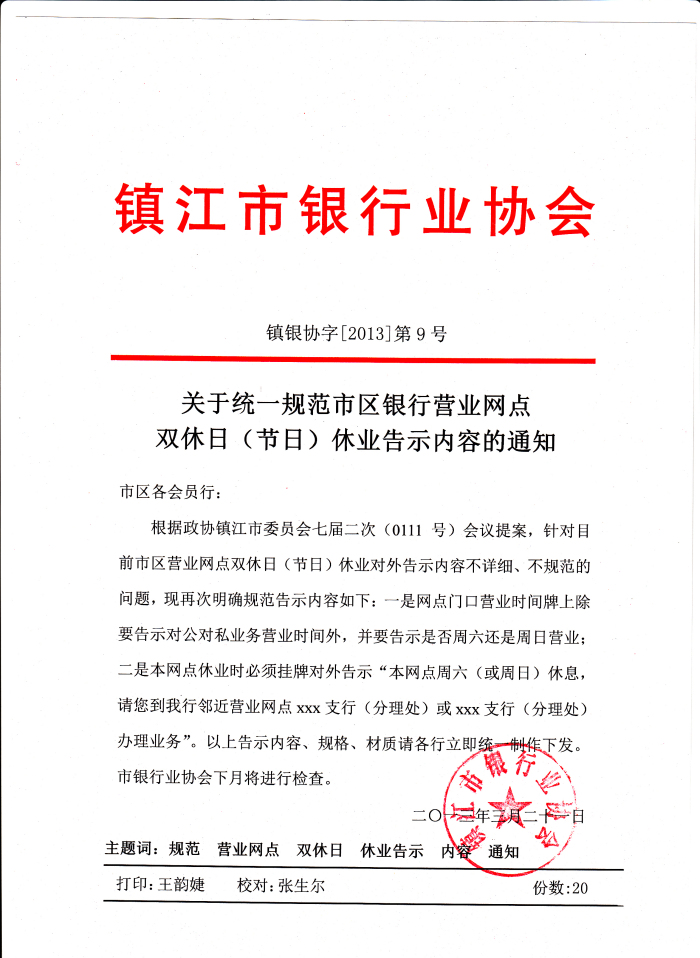 镇江市银行业协会
镇银协字[2013]第 9 号
关于统一规范市区银行营业网点
双休日（节日）休业告示内容的通知
市区各会员行：
根据政协镇江市委员会七届二次（0111 号）会议提案，针对目
前市区营业网点双休日（节日）休业对外告示内容不详细、不规范的
问题，现再次明确规范告示内容如下：一是网点门口营业时间牌上除
要告示对公对私业务营业时间外，并要告示是否周六还是周日营业；
二是本网点休业时必须挂牌对外告示“本网点周六（或周日）休息，
请您到我行邻近营业网点 xxx 支行（分理处）或 xxx 支行（分理处）
办理业务”。以上告示内容、规格、材质请各行立即统一制作下发。
市银行业协会下月将进行检查。
镇江市银行业协会
二〇一三年三月二十一日
主题词：规范 营业网点 双休日 休业告示 内容 通知
打印：王韵婕 校对：张生尔 份数：20